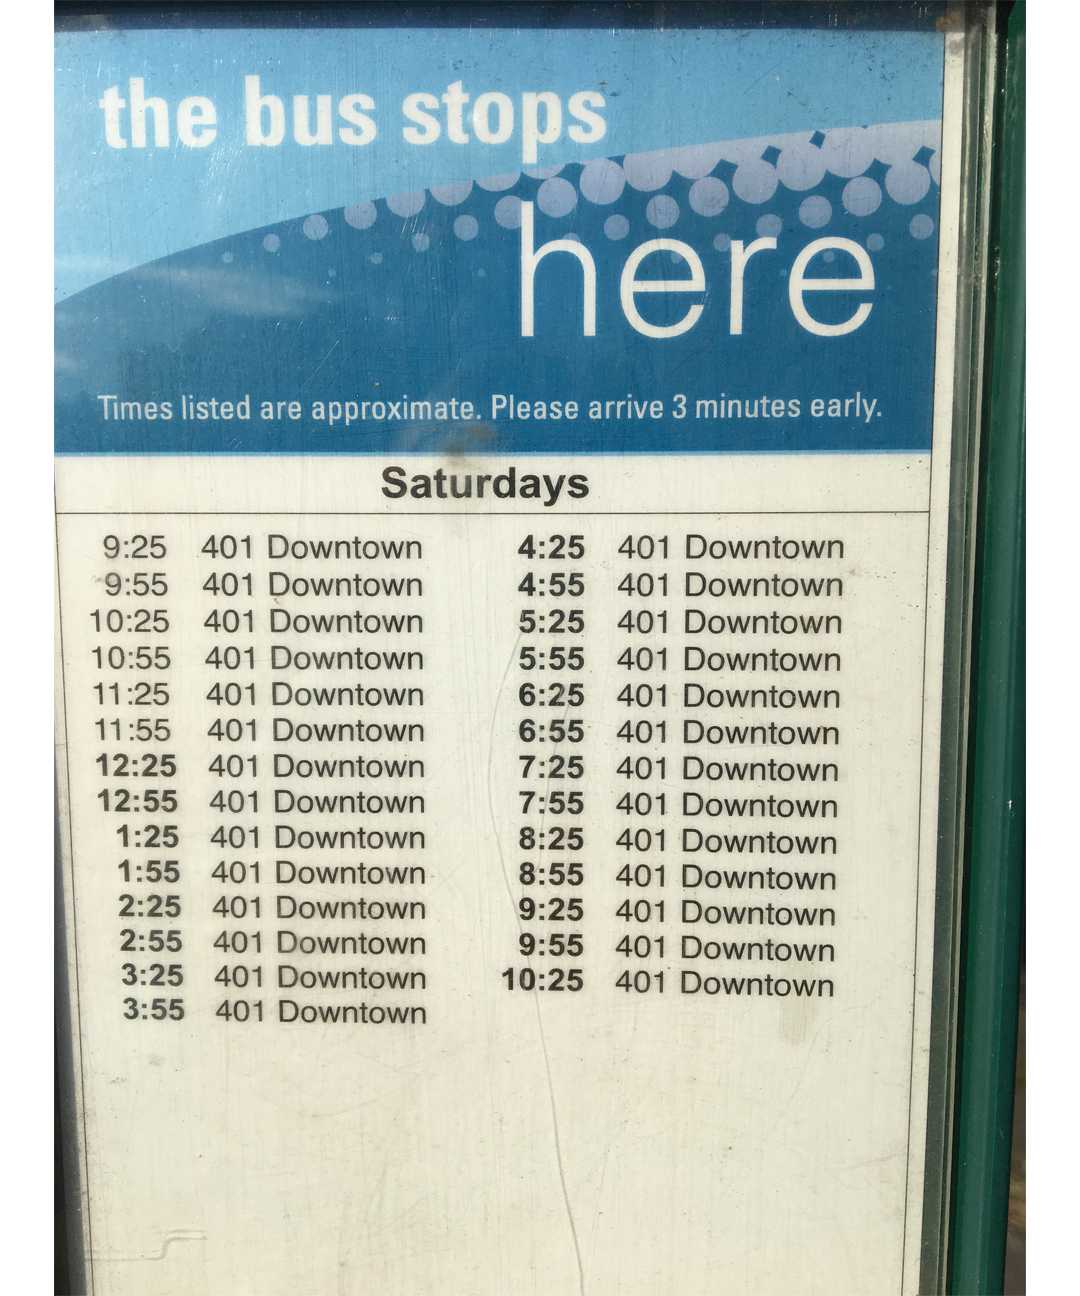 the bus stops
here
Times listed are approximate. Please arrive 3 minutes early.
Saturdays
9:25 401 Downtown
9:55 401 Downtown
10:25 401 Downtown
10:55 401 Downtown
11:25 401 Downtown
11:55 401 Downtown
12:25 401 Downtown
12:55 401 Downtown
1:25 401 Downtown
1:55 401 Downtown
2:25 401 Downtown
2:55 401 Downtown
3:25 401 Downtown
3:55 401 Downtown
4:25 401 Downtown
4:55 401 Downtown
5:25 401 Downtown
5:55 401 Downtown
6:25 401 Downtown
6:55 401 Downtown
7:25 401 Downtown
7:55 401 Downtown
8:25 401 Downtown
8:55 401 Downtown
9:25 401 Downtown
9:55 401 Downtown
10:25 401 Downtown